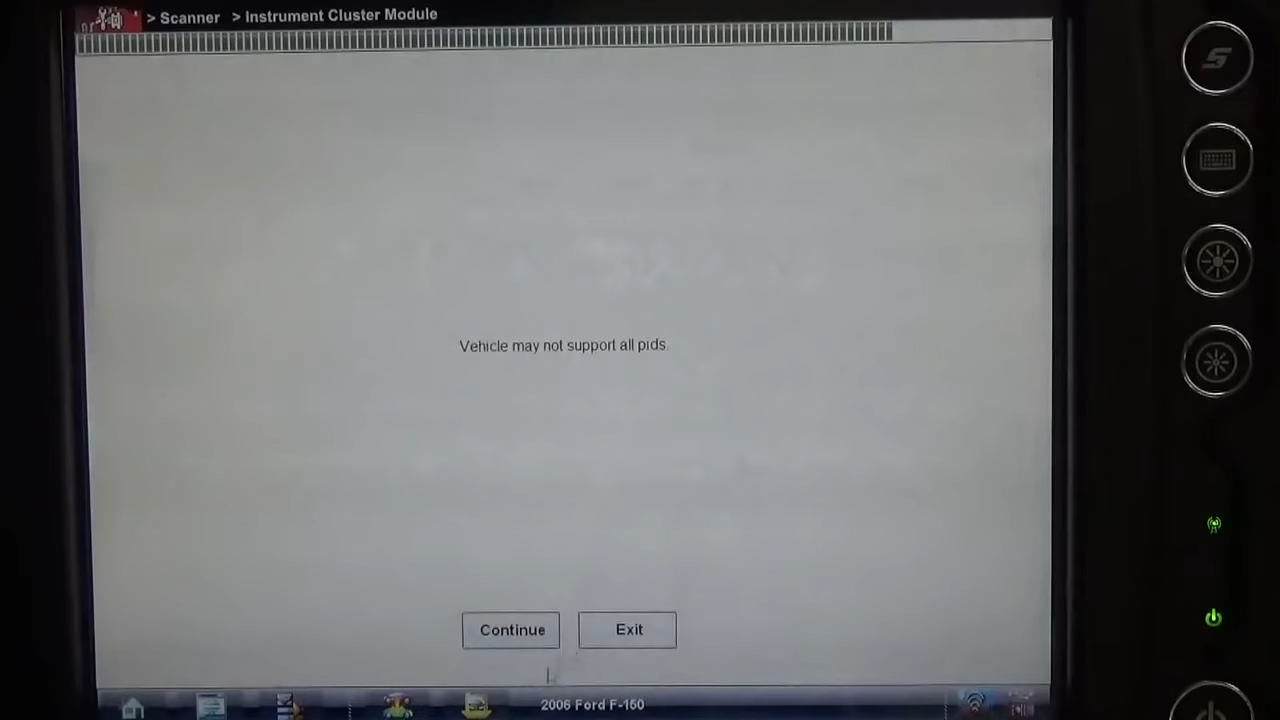 > Scanner > Instrument Cluster Module
Vehicle may not support all pids.
Continue
Exit
2006 Ford F-150